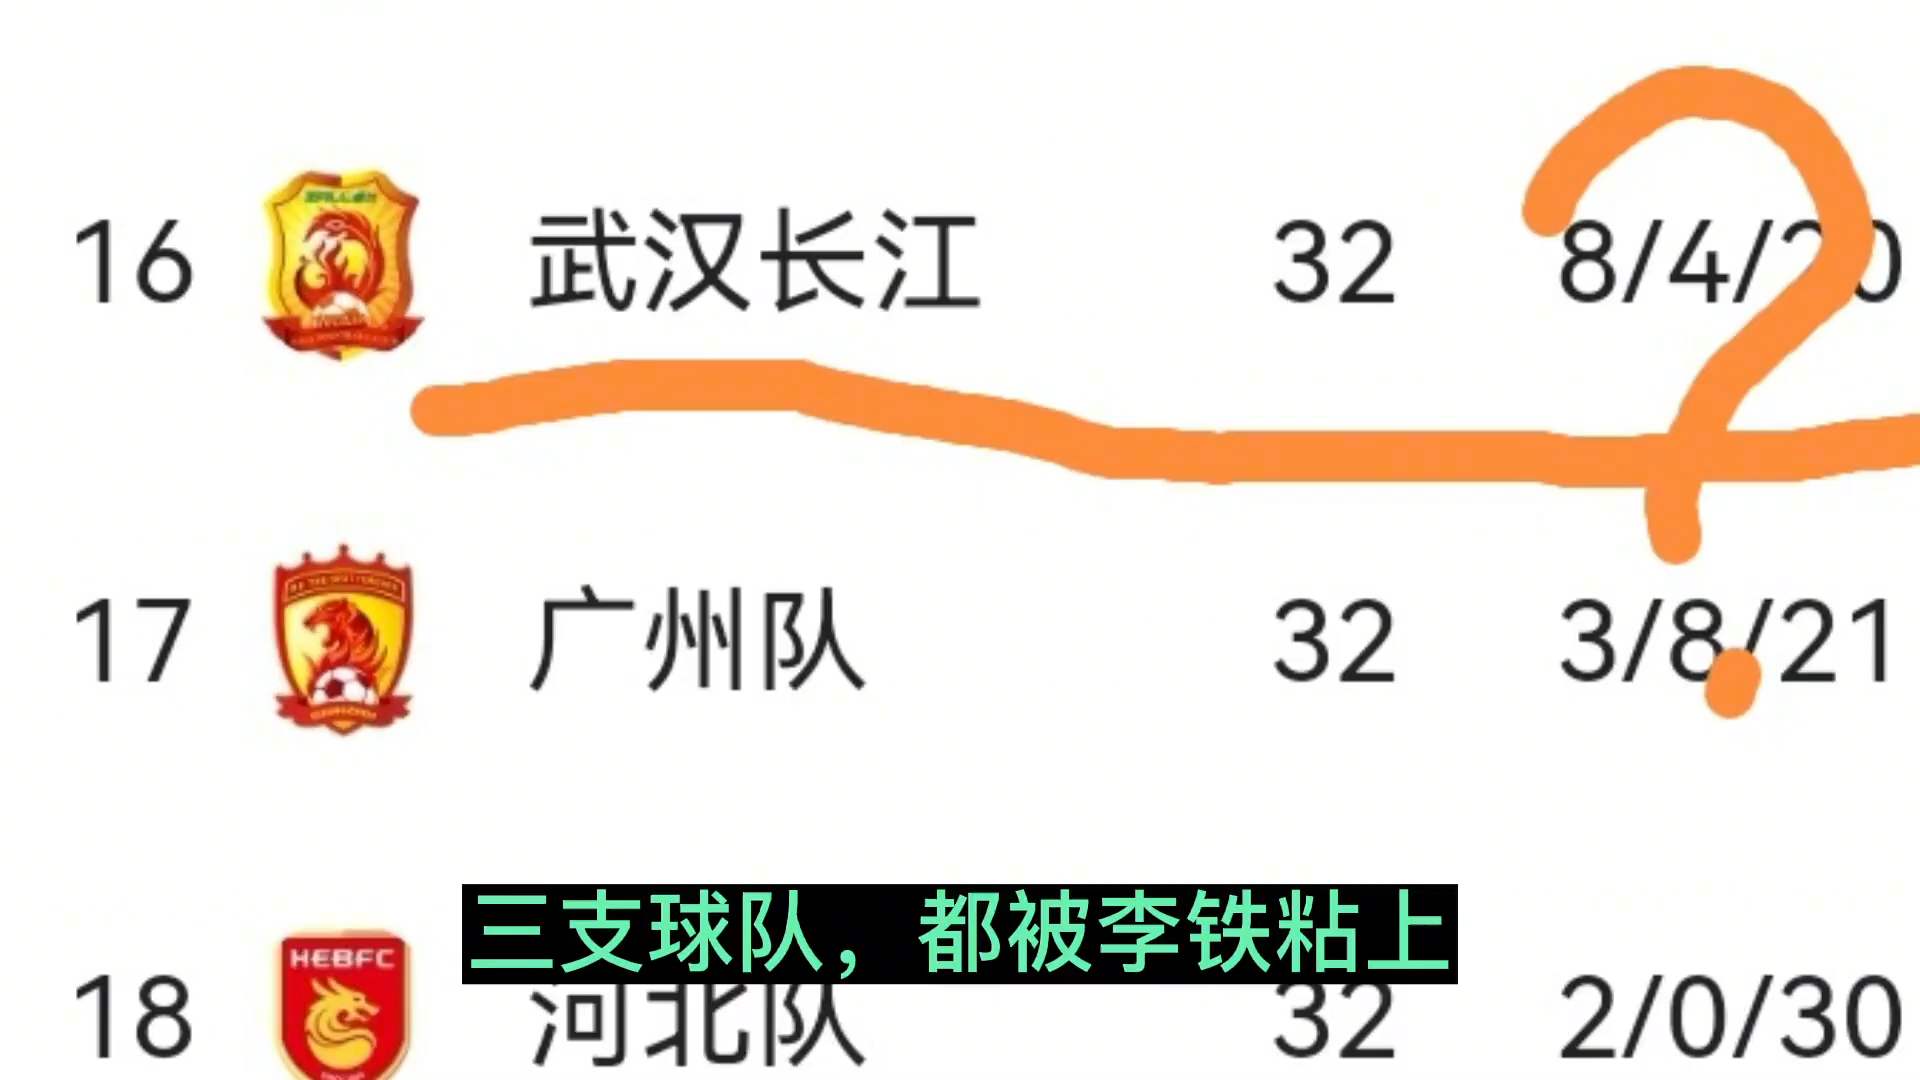 16 武汉长江 32 8/4/20
17 广州队 32 3/8/21
三支球队，都被李铁粘上
HEBFC
18 河北队 32 2/0/30